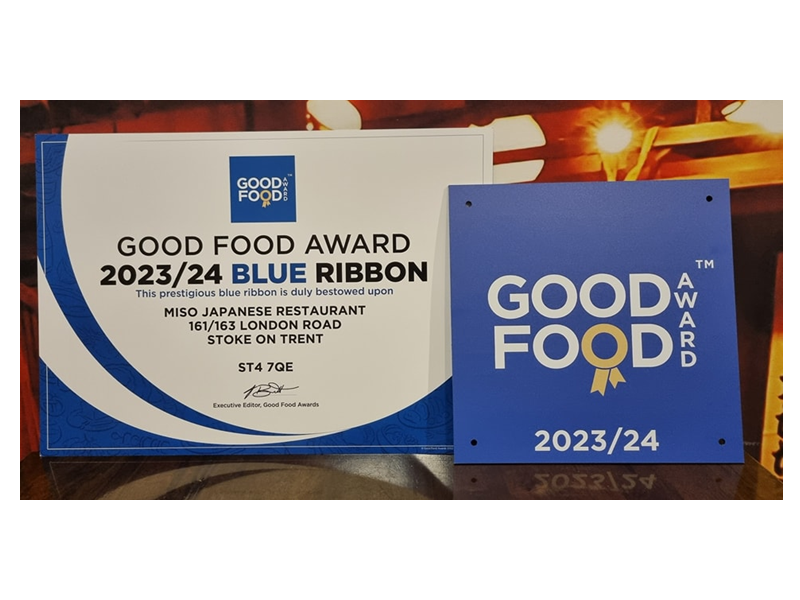 GOOD
FOOD
AWARD
™
GOOD FOOD AWARD
2023/24 BLUE RIBBON
This prestigious blue ribbon is duly bestowed upon
MISO JAPANESE RESTAURANT
161/163 LONDON ROAD
STOKE ON TRENT
ST4 7QE
Executive Editor, Good Food Awards
GOOD
FOOD
AWARD
™
2023/24